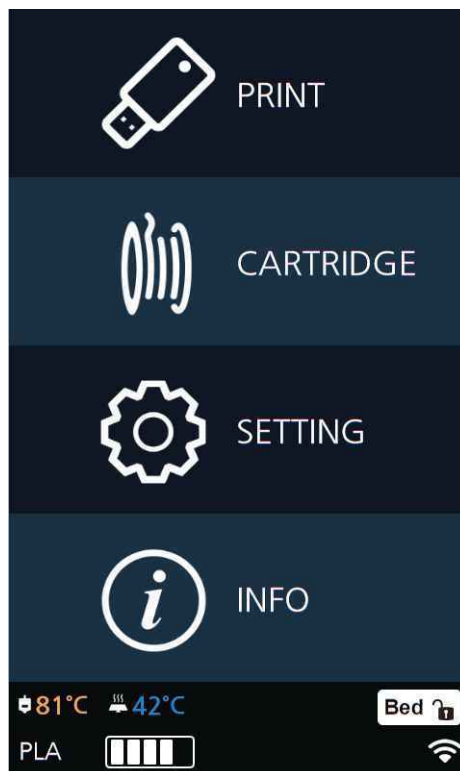 PRINT
CARTRIDGE
SETTING
INFO
81°C 42°C Bed
PLA